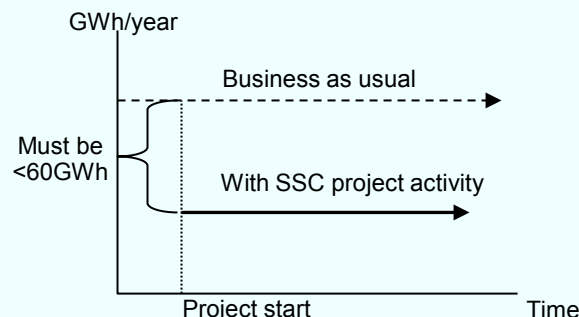 GWh/year
Business as usual
Must be
<60GWh
With SSC project activity
Project start
Time